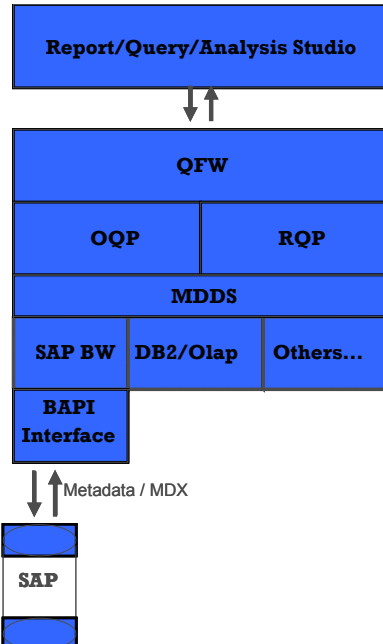 Report/Query/Analysis Studio
QFW
OQP RQP
MDDS
SAP BW DB2/Olap Others...
BAPI
Interface
Metadata / MDX
SAP